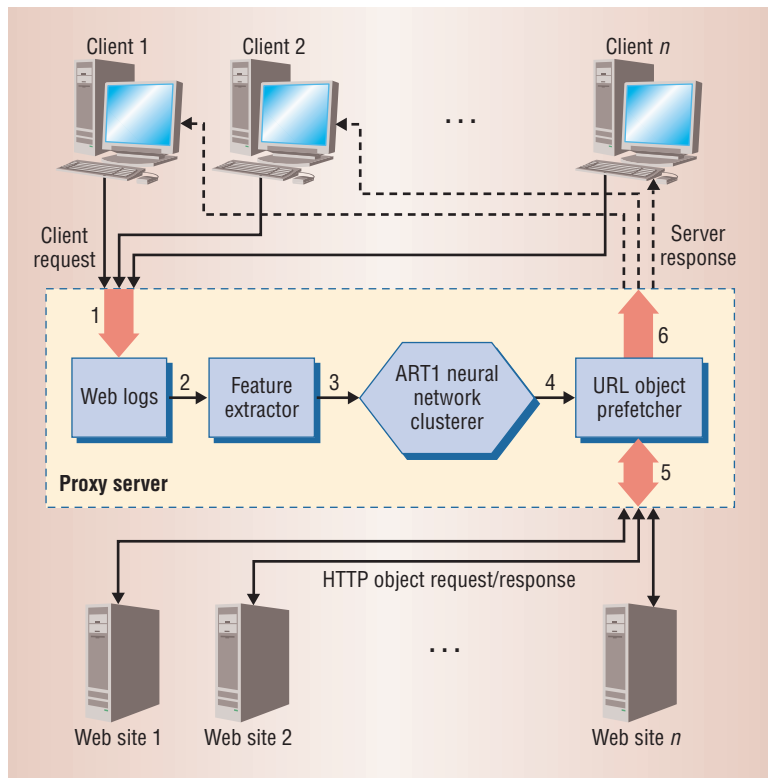 Client 1
Client 2
Client n
. . .
Client
request
Server
response
1
6
Web logs
2
Feature
extractor
3
ART1 neural
network
clusterer
4
URL object
prefetcher
5
Proxy server
HTTP object request/response
. . .
Web site 1
Web site 2
Web site n